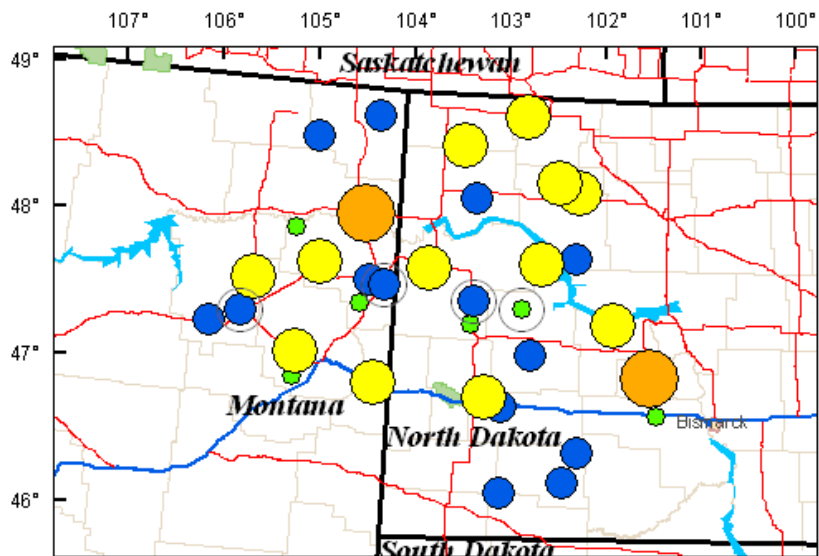 107° 106° 105° 104° 103° 102° 101° 100°
49°
Saskatchewan
48°
47°
Montana
Bismarck
North Dakota
46°
South Dakota